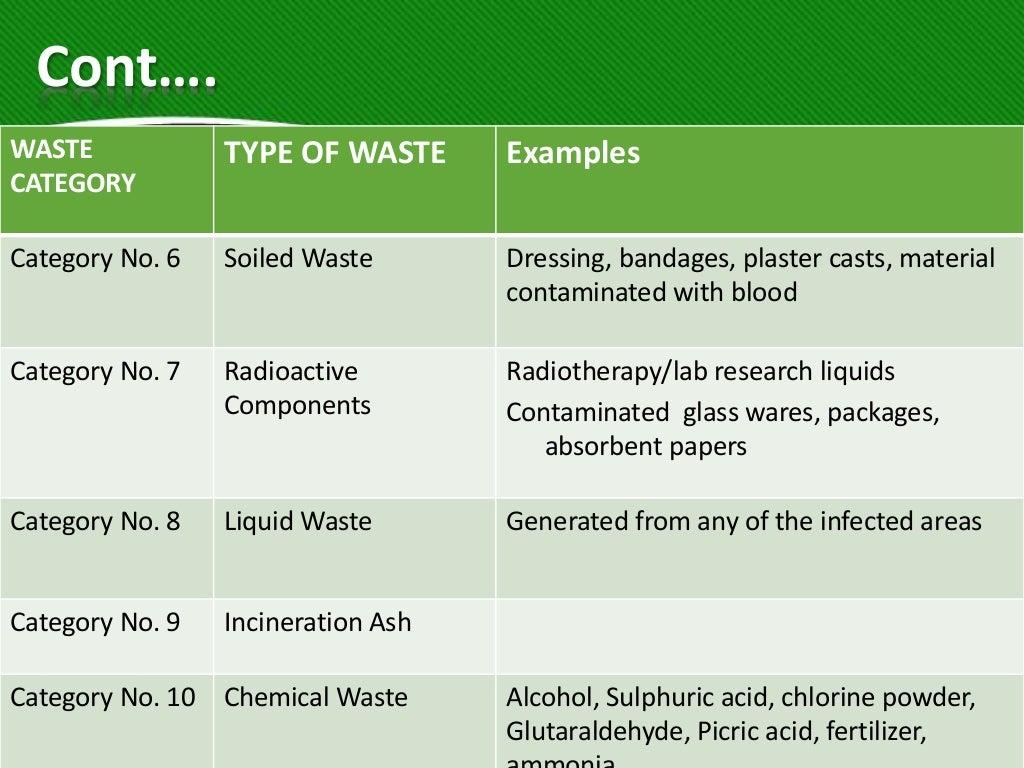 Cont….
WASTE
CATEGORY
TYPE OF WASTE
Examples
Category No. 6
Soiled Waste
Dressing, bandages, plaster casts, material
contaminated with blood
Category No. 7
Radioactive
Components
Radiotherapy/lab research liquids
Contaminated glass wares, packages,
absorbent papers
Category No. 8
Liquid Waste
Generated from any of the infected areas
Category No. 9
Incineration Ash
Category No. 10
Chemical Waste
Alcohol, Sulphuric acid, chlorine powder,
Glutaraldehyde, Picric acid, fertilizer,
ammonia